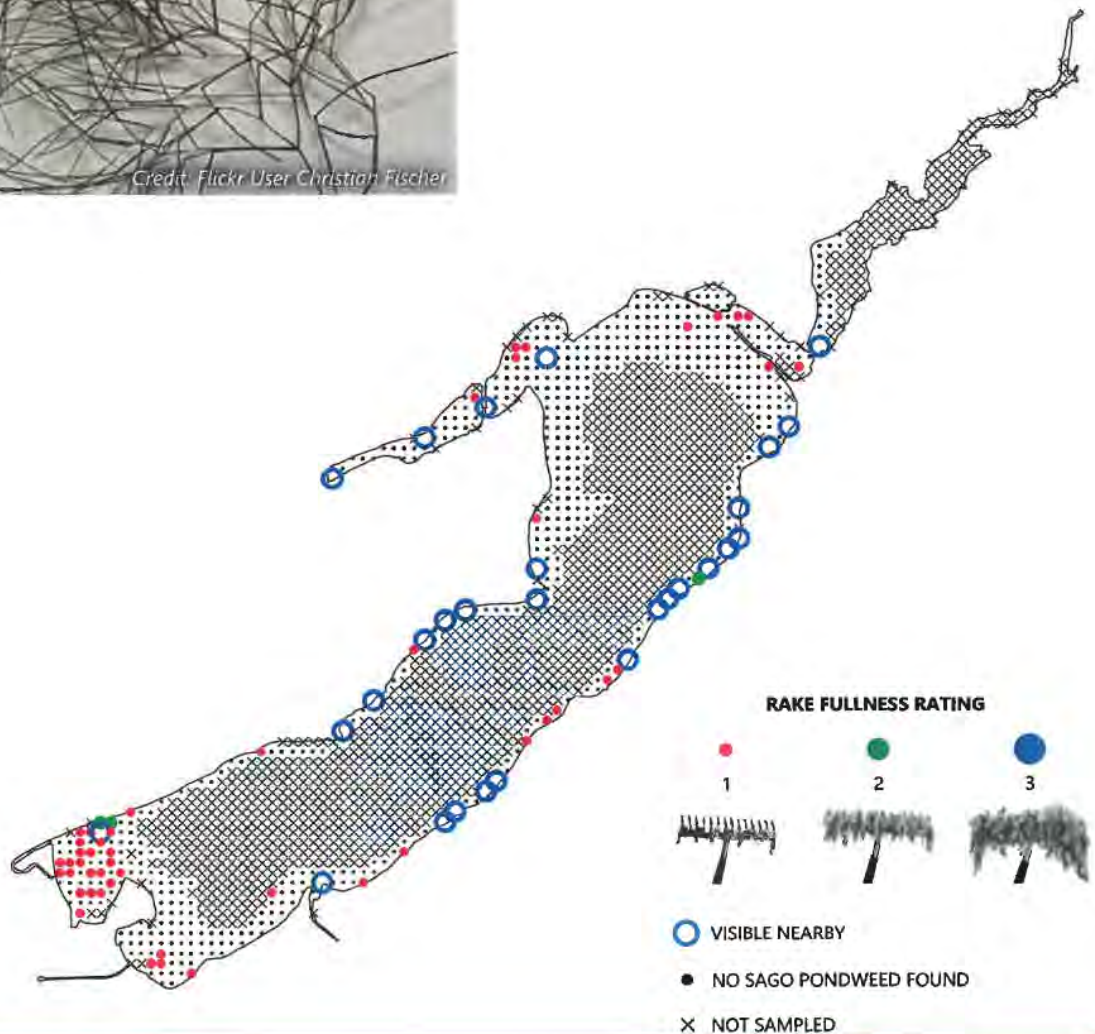 Credit: Flickr User Christian Fischer
RAKE FULLNESS RATING
1 2 3
VISIBLE NEARBY
NO SAGO PONDWEED FOUND
NOT SAMPLED